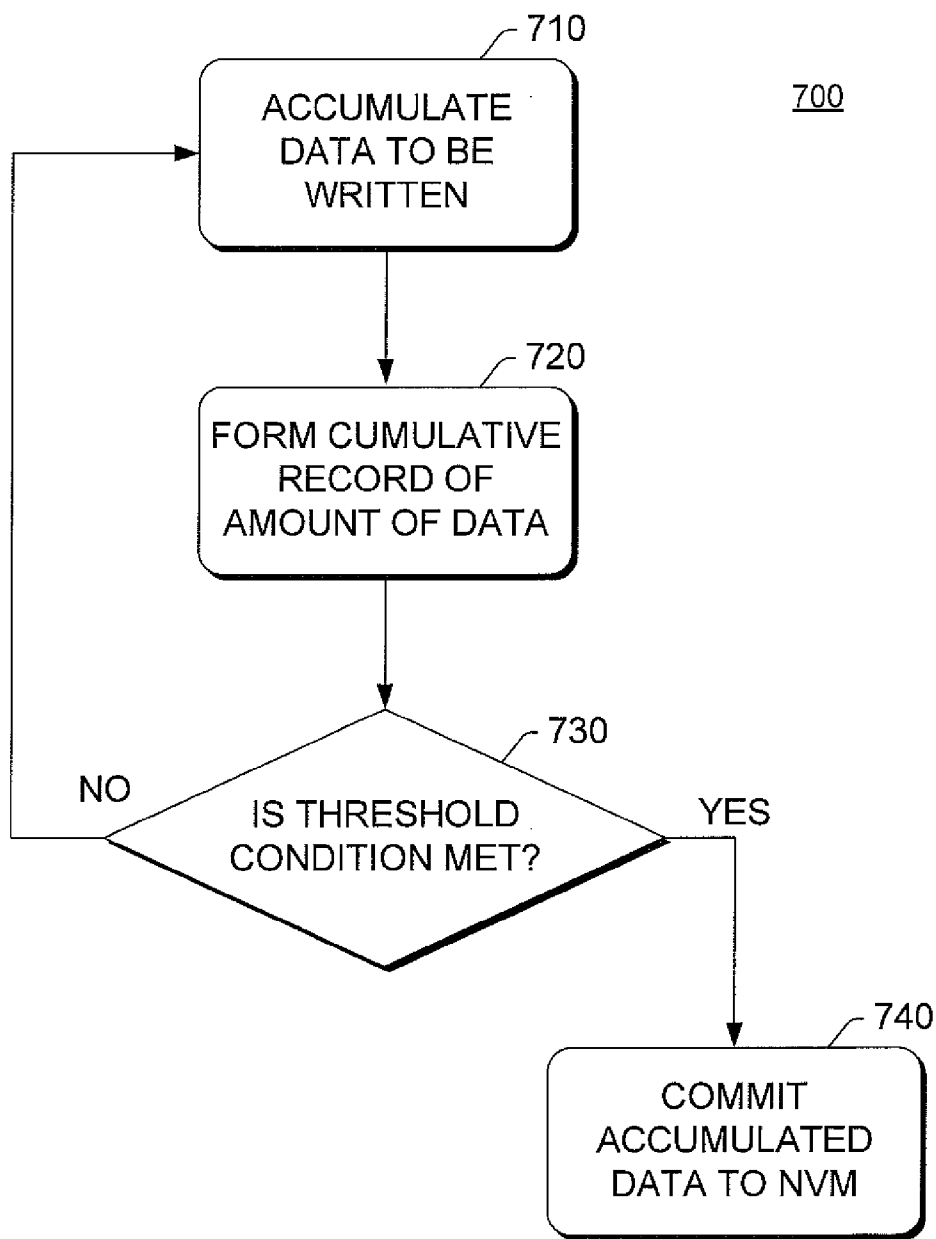 710
700
ACCUMULATE
DATA TO BE
WRITTEN
720
FORM CUMULATIVE
RECORD OF
AMOUNT OF DATA
730
NO
YES
IS THRESHOLD
CONDITION MET?
740
COMMIT
ACCUMULATED
DATA TO NVM